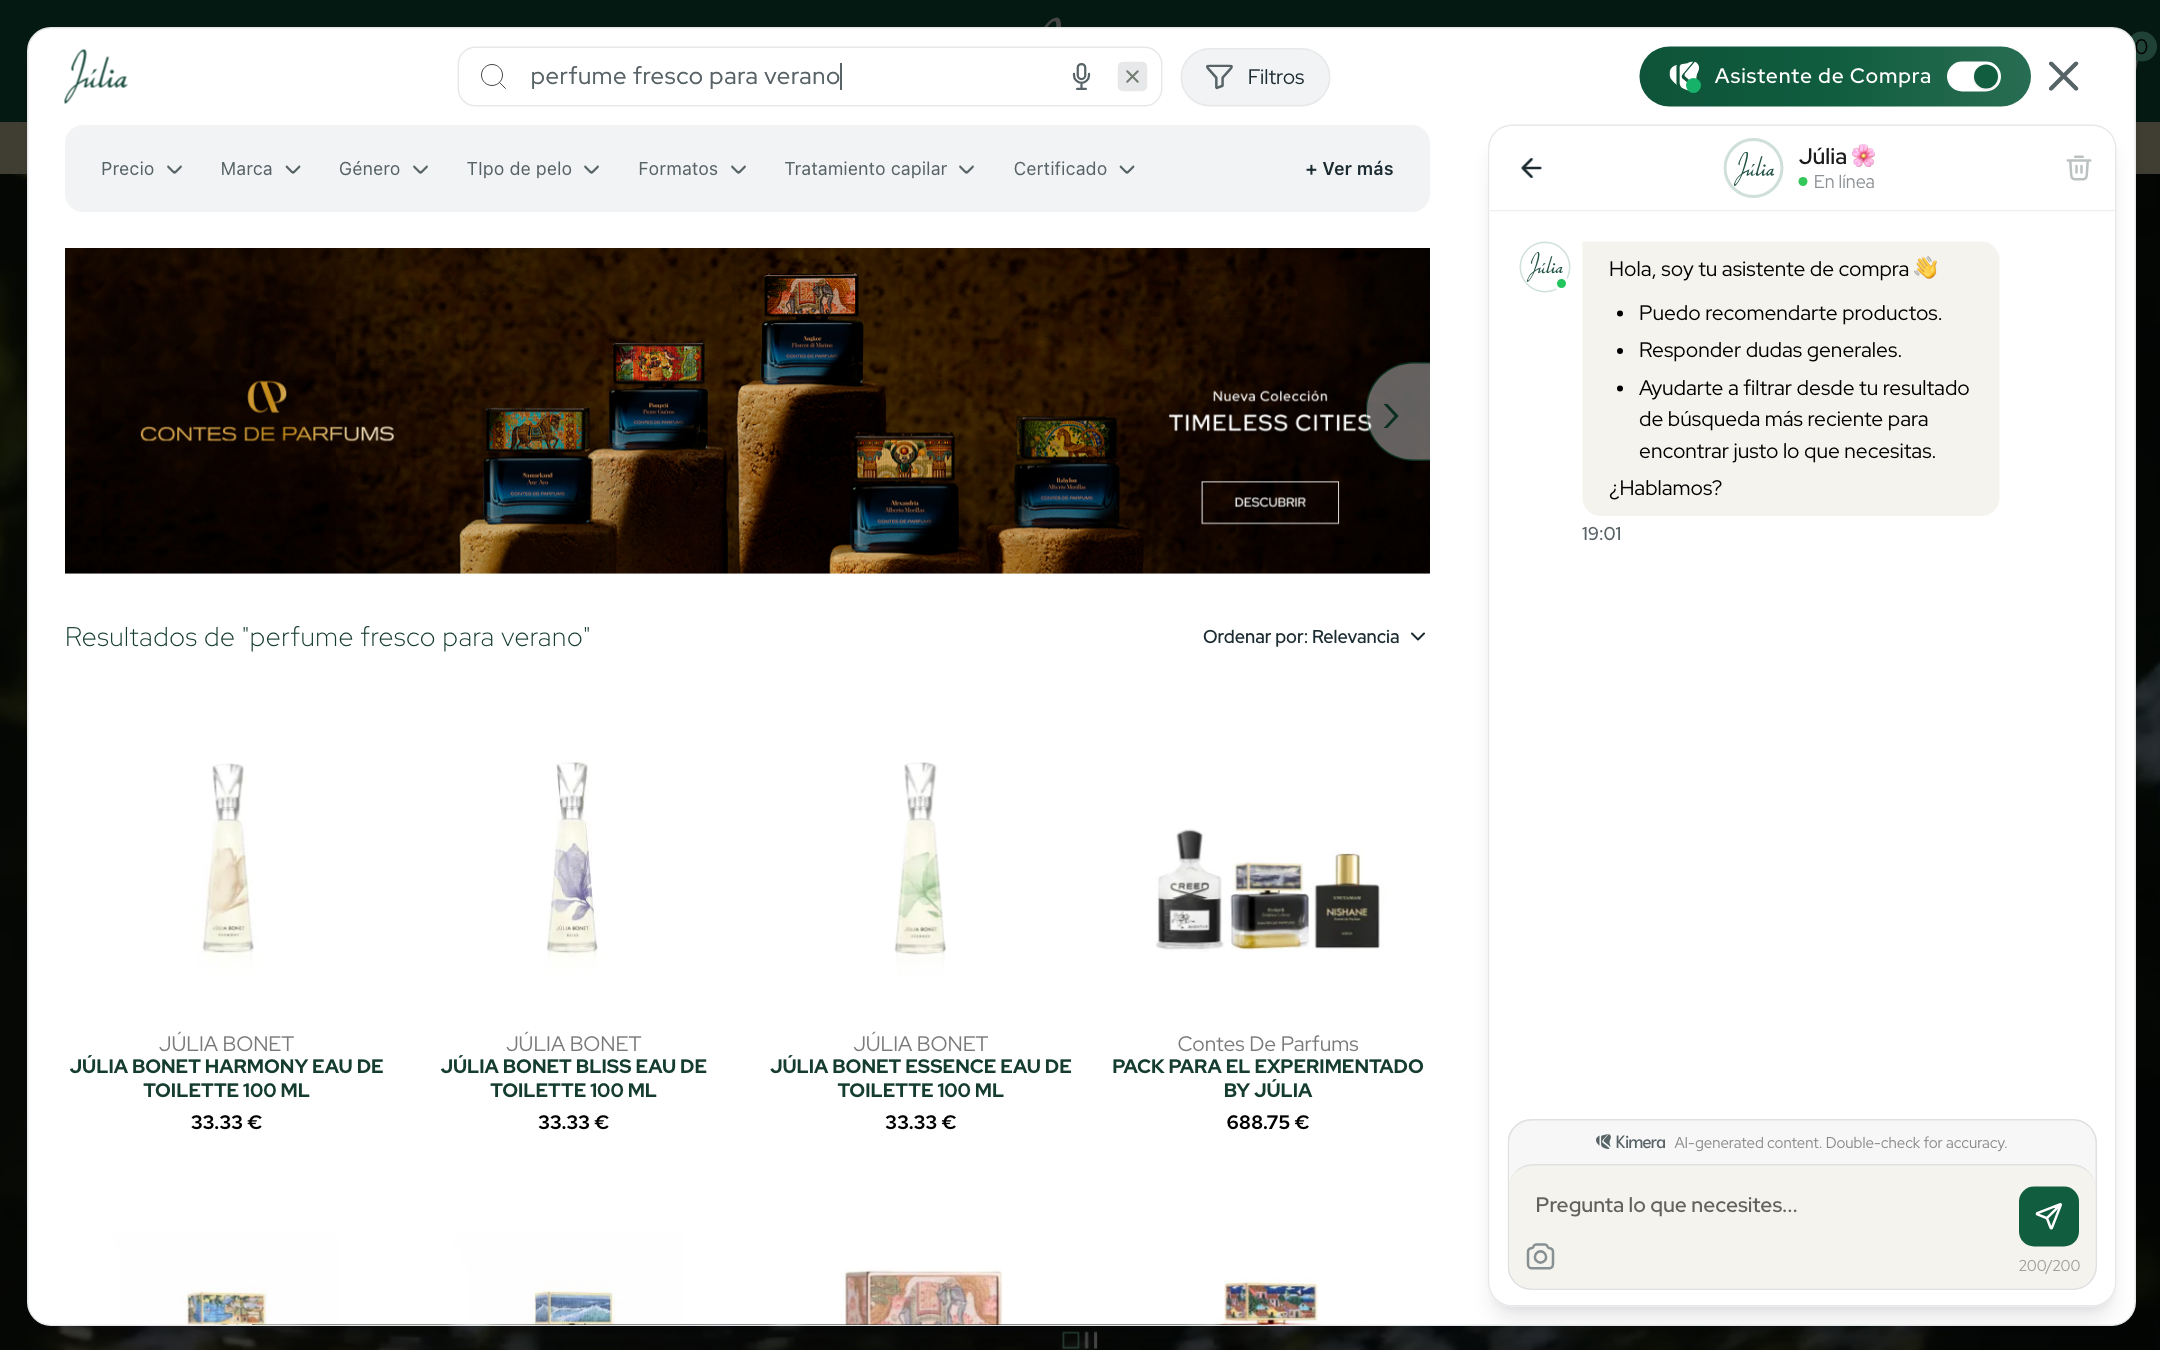 Júlia
perfume fresco para verano
Filtros
Asistente de Compra
0
Precio
Marca
Género
TIpo de pelo
Formatos
Tratamiento capilar
Certificado
+ Ver más
CONTES DE PARFUMS
Nueva Colección
TIMELESS CITIES
DESCUBRIR
Resultados de "perfume fresco para verano"
Ordenar por: Relevancia
CREED
NISHANE
JÚLIA BONET
JÚLIA BONET HARMONY EAU DE
TOILETTE 100 ML
33.33 €
JÚLIA BONET
JÚLIA BONET BLISS EAU DE
TOILETTE 100 ML
33.33 €
JÚLIA BONET
JÚLIA BONET ESSENCE EAU DE
TOILETTE 100 ML
33.33 €
Contes De Parfums
PACK PARA EL EXPERIMENTADO
BY JÚLIA
688.75 €
Júlia
Júlia🌸
En línea
Júlia
Hola, soy tu asistente de compra 👋
• Puedo recomendarte productos.
• Responder dudas generales.
• Ayudarte a filtrar desde tu resultado
de búsqueda más reciente para
encontrar justo lo que necesitas.
¿Hablamos?
19:01
Kimera AI-generated content. Double-check for accuracy.
Pregunta lo que necesites...
200/200